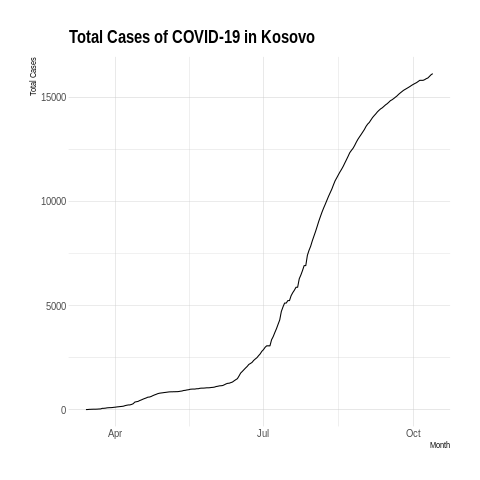 Total Cases of COVID-19 in Kosovo
Total Cases
15000
10000
5000
0
Apr
Jul
Oct
Month